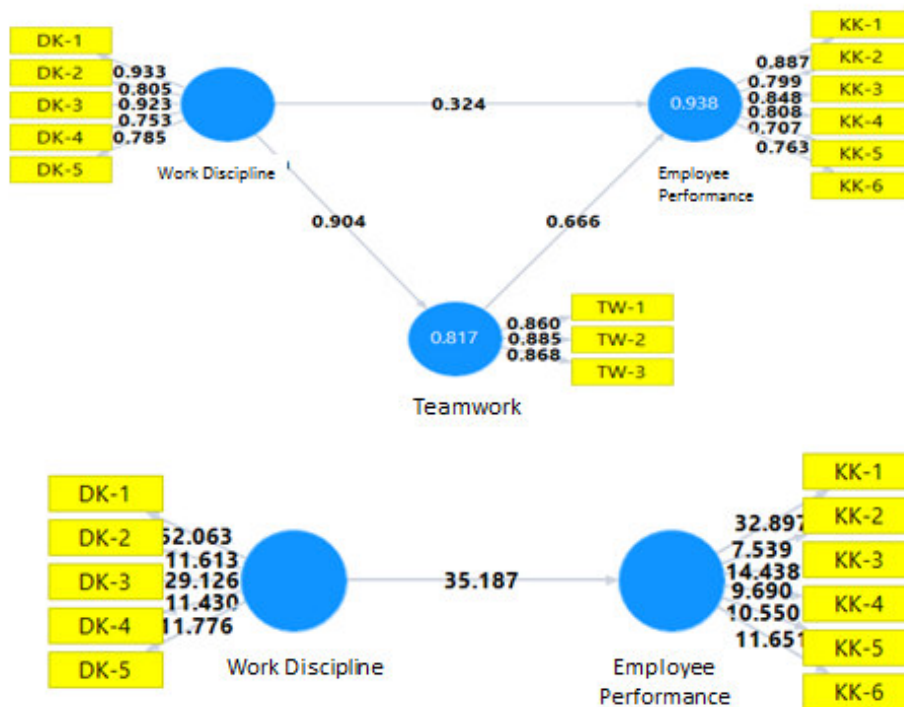 DK-1
DK-2
DK-3
DK-4
DK-5
0.933
0.805
0.923
0.753
0.785
Work Discipline
0.324
0.904
0.666
0.938
Employee
Performance
0.887
0.799
0.848
0.808
0.707
0.763
KK-1
KK-2
KK-3
KK-4
KK-5
KK-6
0.817
Teamwork
0.860
0.885
0.868
TW-1
TW-2
TW-3
DK-1
DK-2
DK-3
DK-4
DK-5
52.063
11.613
29.126
11.430
11.776
Work Discipline
35.187
Employee
Performance
32.897
7.539
14.438
9.690
10.550
11.651
KK-1
KK-2
KK-3
KK-4
KK-5
KK-6